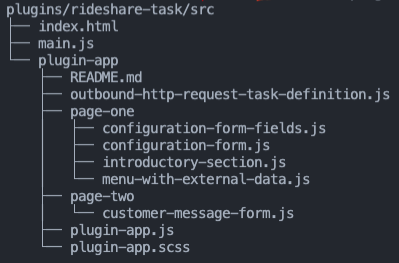 plugins/rideshare-task/src
├── index.html
├── main.js
└── plugin-app
    ├── README.md
    ├── outbound-http-request-task-definition.js
    ├── page-one
    │   ├── configuration-form-fields.js
    │   ├── configuration-form.js
    │   ├── introductory-section.js
    │   └── menu-with-external-data.js
    ├── page-two
    │   └── customer-message-form.js
    ├── plugin-app.js
    └── plugin-app.scss